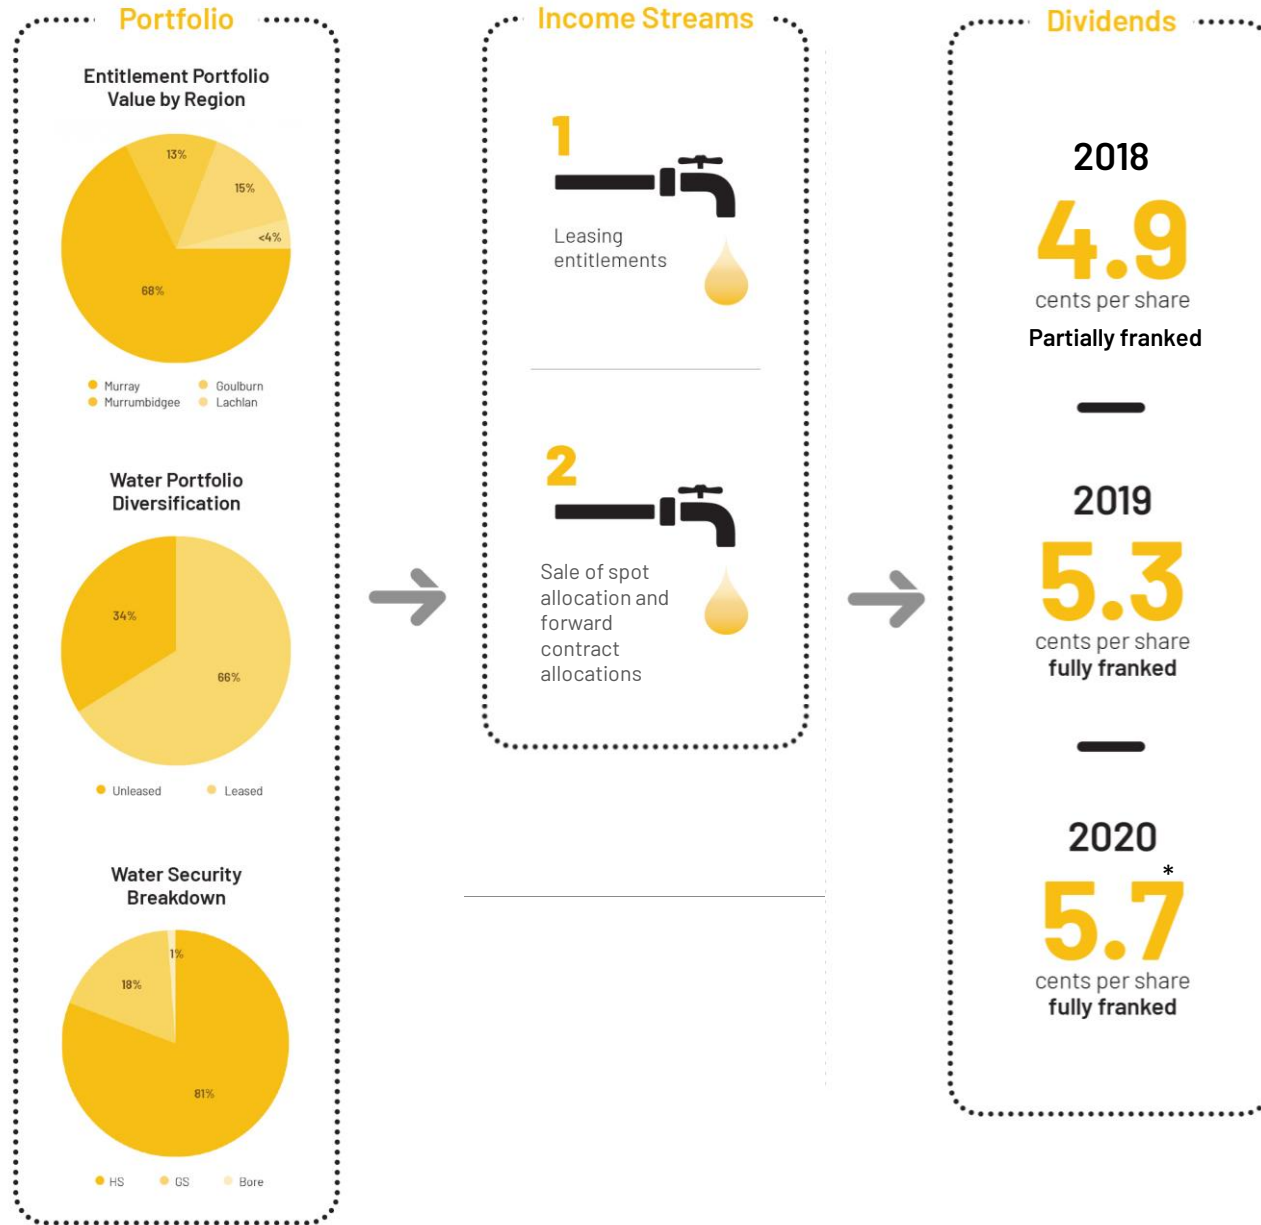 Portfolio
Entitlement Portfolio
Value by Region
13%
15%
<4%
68%
Murray
Goulburn
Murrumbidgee
Lachlan
Water Portfolio
Diversification
34%
66%
Unleased
Leased
Water Security
Breakdown
1%
18%
81%
HS
GS
Bore
Income Streams
1
Leasing
entitlements
2
Sale of spot
allocation and
forward
contract
allocations
Dividends
2018
4.9
cents per share
Partially franked
2019
5.3
cents per share
fully franked
2020
5.7*
cents per share
fully franked